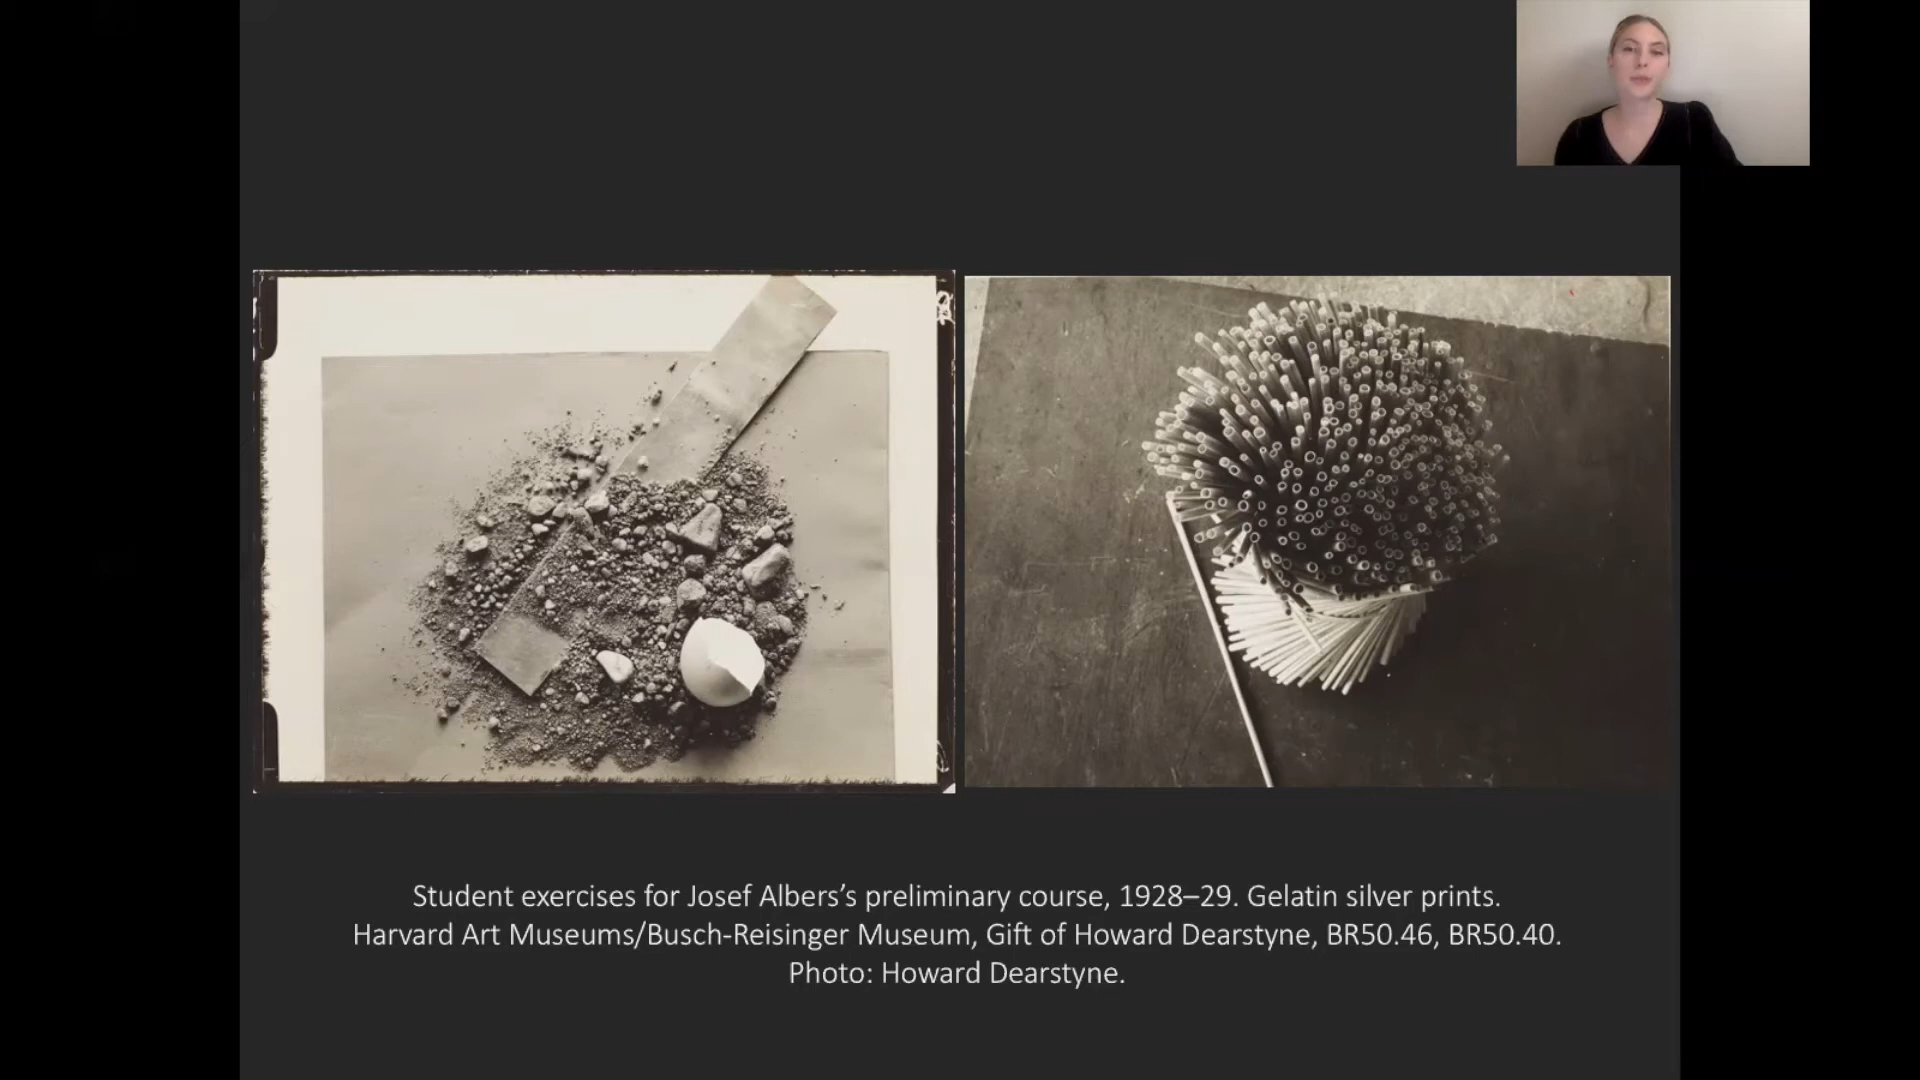 Student exercises for Josef Albers’s preliminary course, 1928–29. Gelatin silver prints.
Harvard Art Museums/Busch-Reisinger Museum, Gift of Howard Dearstyne, BR50.46, BR50.40.
Photo: Howard Dearstyne.